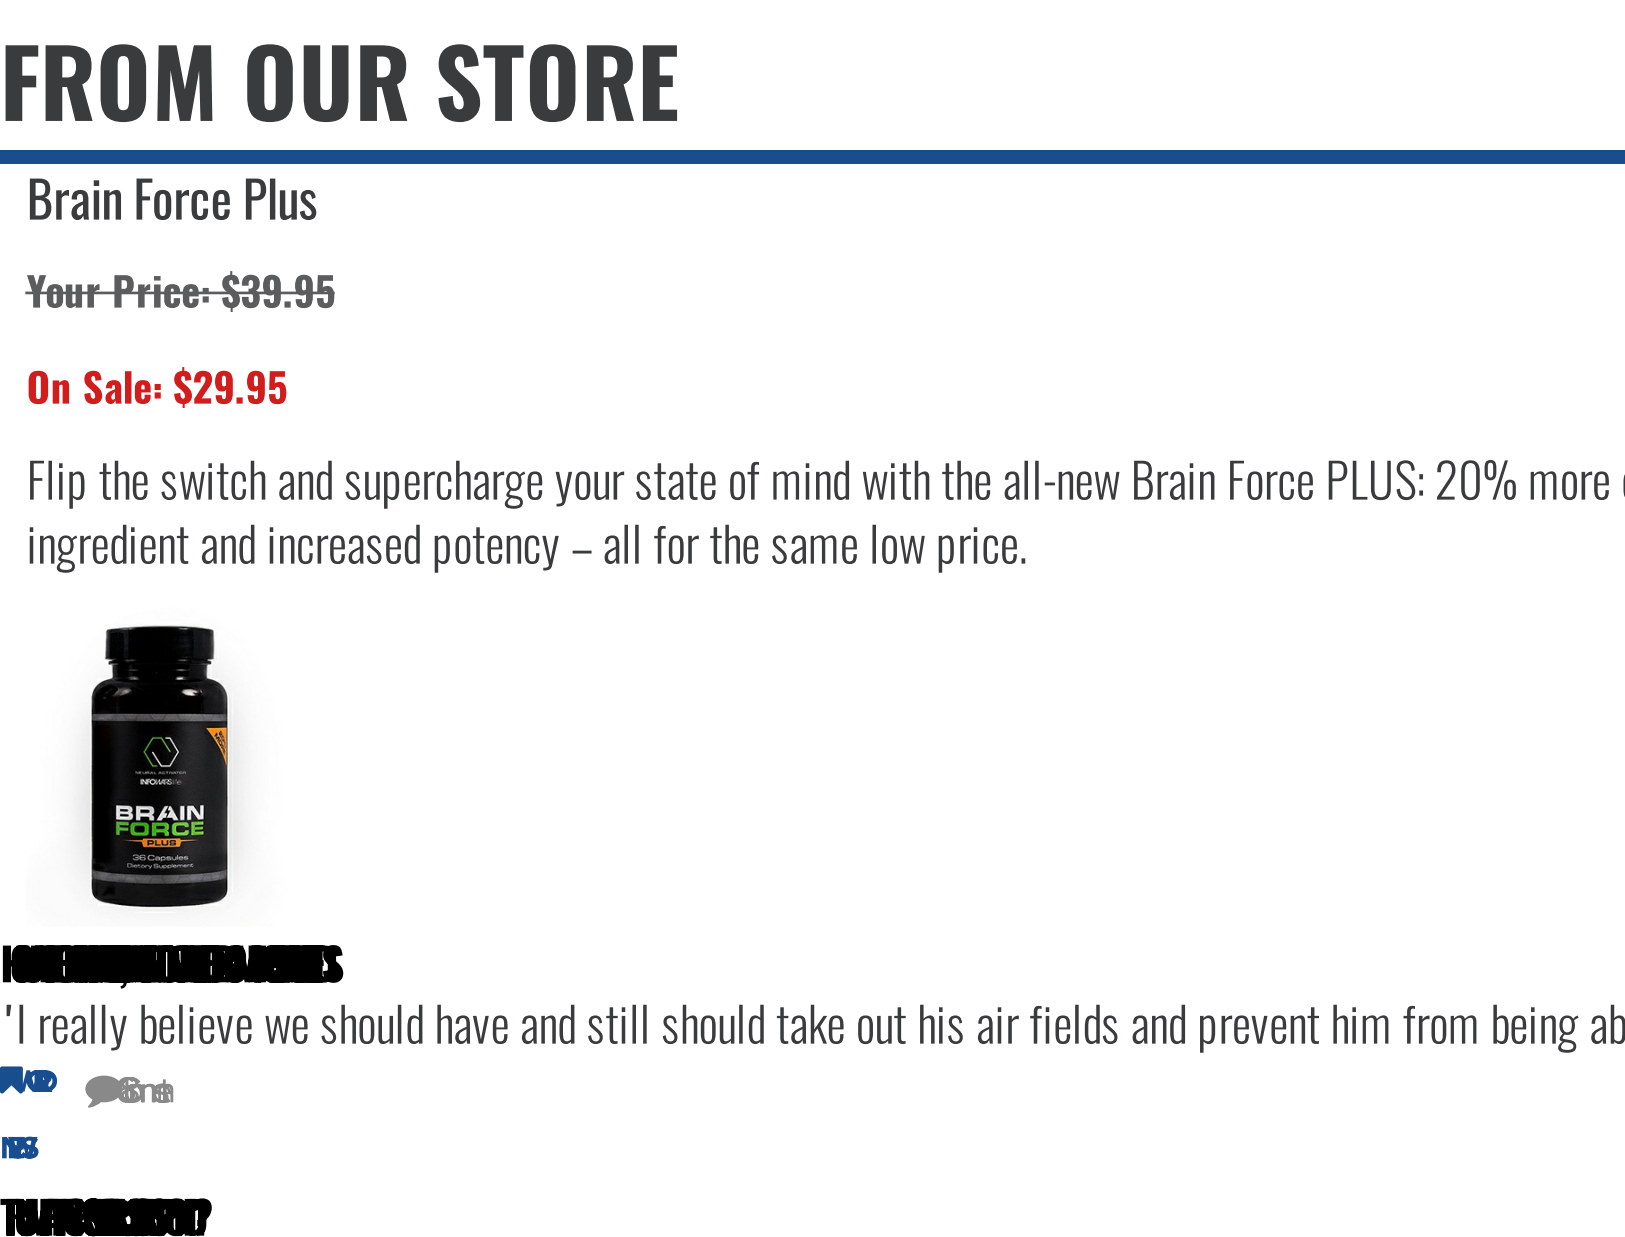 FROM OUR STORE
Brain Force Plus
Your Price: $39.95
On Sale: $29.95
Flip the switch and supercharge your state of mind with the all-new Brain Force PLUS: 20% more
ingredient and increased potency – all for the same low price.
NEURAL ACTIVATOR
INFOWARSlife
BRAIN
FORCE
PLUS
36 Capsules
Dietary Supplement
'I really believe we should have and still should take out his air fields and prevent him from being